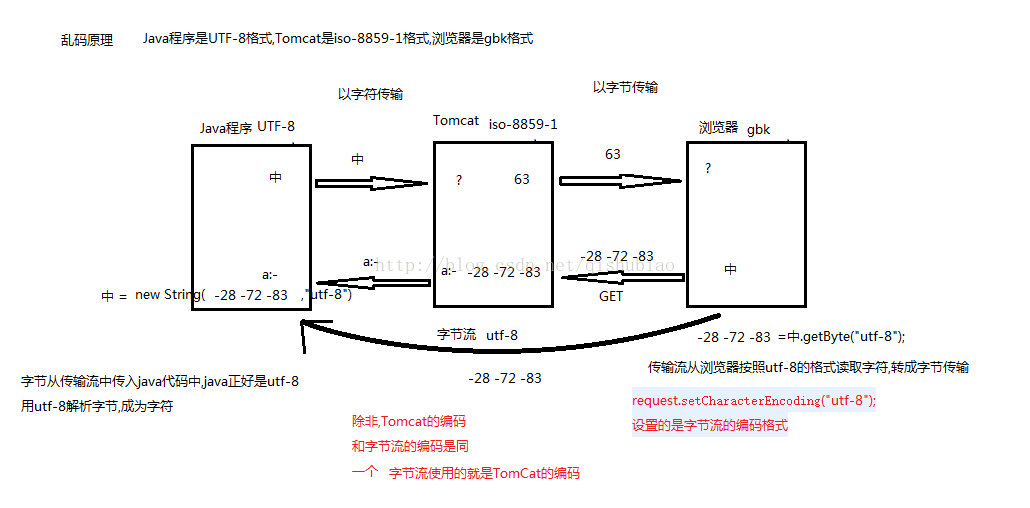 乱码原理 Java程序是UTF-8格式,Tomcat是iso-8859-1格式,浏览器是gbk格式
以字符传输
以字节传输
Java程序 UTF-8
Tomcat iso-8859-1
浏览器 gbk
中
中
? 63
63
?
a:-
a:-
a:- -28 -72 -83
-28 -72 -83
中
GET
http://blog.csdn.net/qishubiao
中 = new String( -28 -72 -83 ,"utf-8")
字节流 utf-8
-28 -72 -83
-28 -72 -83 =中.getByte("utf-8");
字节从传输流中传入java代码中,java正好是utf-8
用utf-8解析字节,成为字符
传输流从浏览器按照utf-8的格式读取字符,转成字节传输
request.setCharacterEncoding("utf-8");
设置的是字节流的编码格式
除非,Tomcat的编码
和字节流的编码是同
一个 字节流使用的就是TomCat的编码